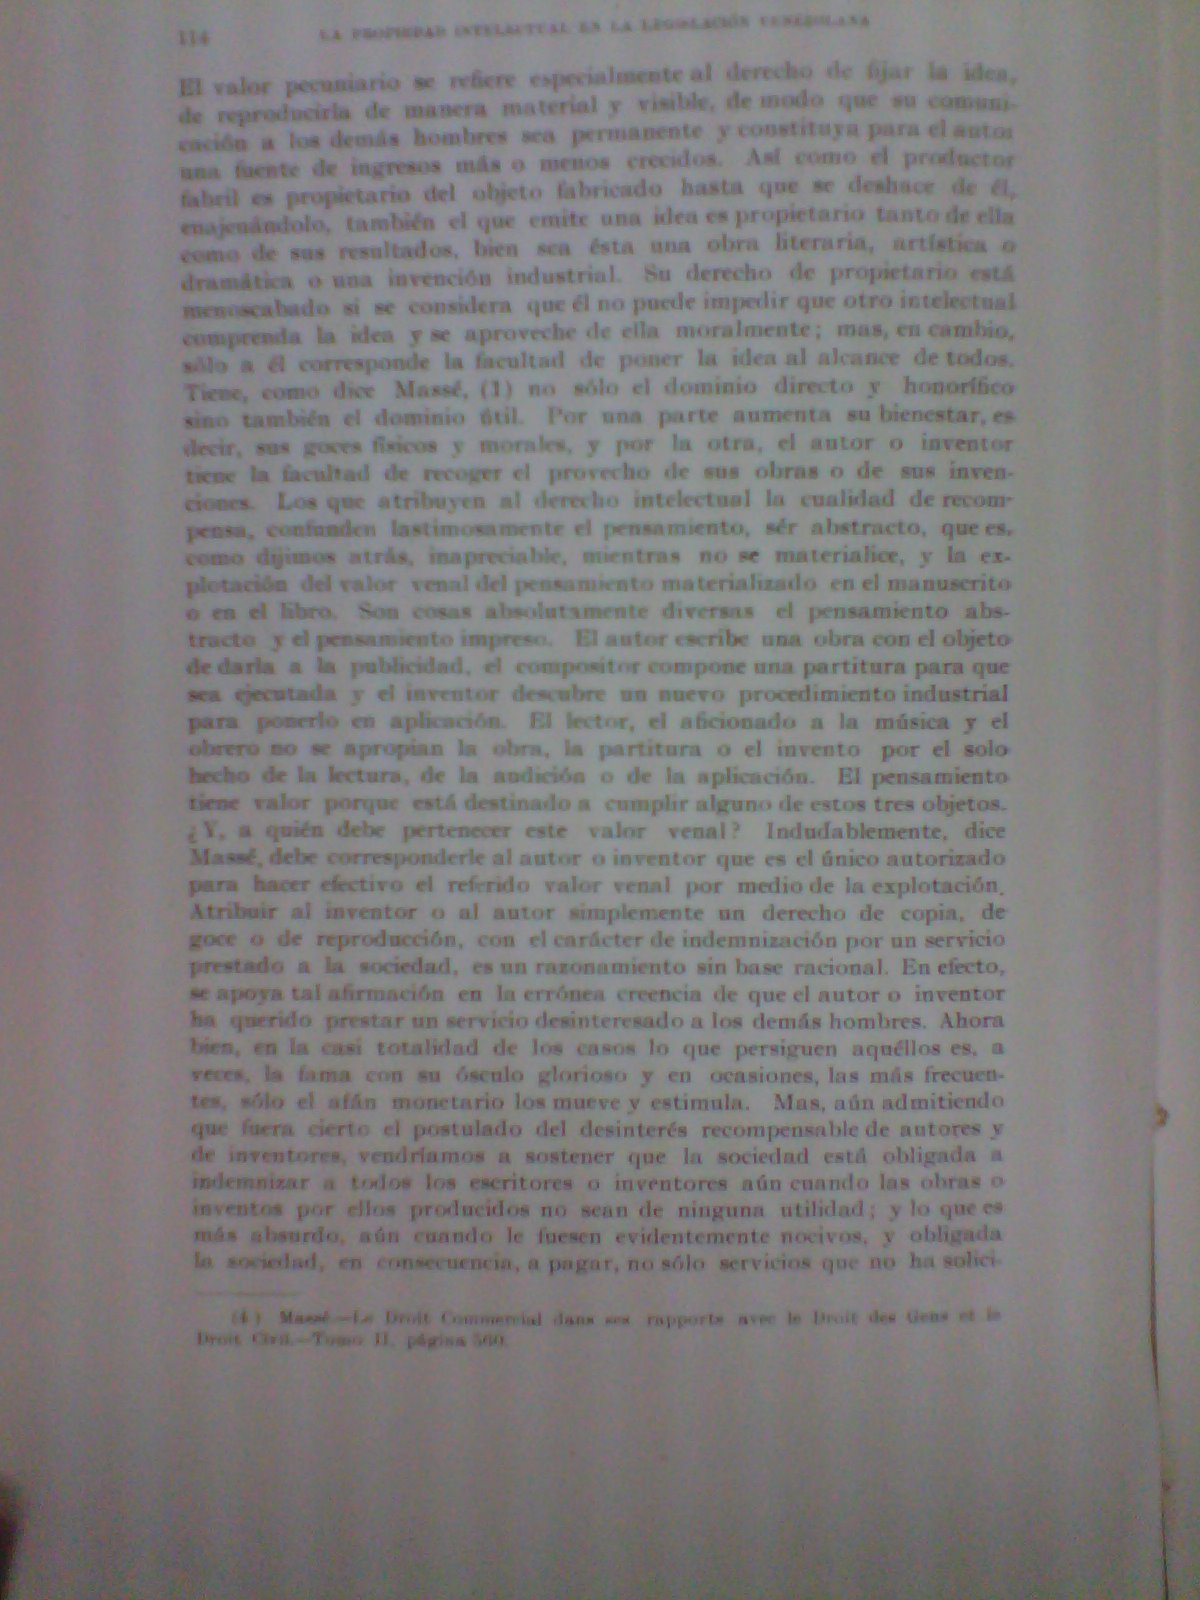 114 LA PROPIEDAD INTELECTUAL EN LA LEGISLACIÓN VENEZOLANA
El valor pecuniario se refiere especialmente al derecho de fijar la idea,
de reproducirla de manera material y visible, de modo que su comuni-
cación a los demás hombres sea permanente y constituya para el autor
una fuente de ingresos más o menos crecidos. Así como el productor
fabril es propietario del objeto fabricado hasta que se deshace de él,
enajenándolo, también el que emite una idea es propietario tanto de ella
como de sus resultados, bien sea ésta una obra literaria, artística o
dramática o una invención industrial. Su derecho de propietario está
menoscabado si se considera que él no puede impedir que otro intelectual
comprenda la idea y se aproveche de ella moralmente; mas, en cambio,
sólo a él corresponde la facultad de poner la idea al alcance de todos.
Tiene, como dice Massé, (1) no sólo el dominio directo y honorífico
sino también el dominio útil. Por una parte aumenta su bienestar, es
decir, sus goces físicos y morales, y por la otra, el autor o inventor
tiene la facultad de recoger el provecho de sus obras o de sus inven-
ciones. Los que atribuyen al derecho intelectual la cualidad de recom-
pensa, confunden lastimosamente el pensamiento, sér abstracto, que es,
como dijimos atrás, inapreciable, mientras no se materialice, y la ex-
plotación del valor venal del pensamiento materializado en el manuscrito
o en el libro. Son cosas absolutamente diversas el pensamiento abs-
tracto y el pensamiento impreso. El autor escribe una obra con el objeto
de darla a la publicidad, el compositor compone una partitura para que
sea ejecutada y el inventor descubre un nuevo procedimiento industrial
para ponerlo en aplicación. El lector, el aficionado a la música y el
obrero no se apropian la obra, la partitura o el invento por el solo
hecho de la lectura, de la audición o de la aplicación. El pensamiento
tiene valor porque está destinado a cumplir alguno de estos tres objetos.
¿Y, a quién debe pertenecer este valor venal? Indudablemente, dice
Massé, debe corresponderle al autor o inventor que es el único autorizado
para hacer efectivo el referido valor venal por medio de la explotación.
Atribuir al inventor o al autor simplemente un derecho de copia, de
goce o de reproducción, con el carácter de indemnización por un servicio
prestado a la sociedad, es un razonamiento sin base racional. En efecto,
se apoya tal afirmación en la errónea creencia de que el autor o inventor
ha querido prestar un servicio desinteresado a los demás hombres. Ahora
bien, en la casi totalidad de los casos lo que persiguen aquéllos es, a
veces, la fama con su ósculo glorioso y en ocasiones, las más frecuen-
tes, sólo el afán monetario los mueve y estimula. Mas, aún admitiendo
que fuera cierto el postulado del desinterés recompensable de autores y
de inventores, vendríamos a sostener que la sociedad está obligada a
indemnizar a todos los escritores o inventores aún cuando las obras o
inventos por ellos producidos no sean de ninguna utilidad; y lo que es
más absurdo, aún cuando le fuesen evidentemente nocivos, y obligada
la sociedad, en consecuencia, a pagar, no sólo servicios que no ha solici-
Massé.—Le Droit Commercial dans ses rapports avec le Droit des Gens et le
Droit Civil.—Tomo II, página 560.